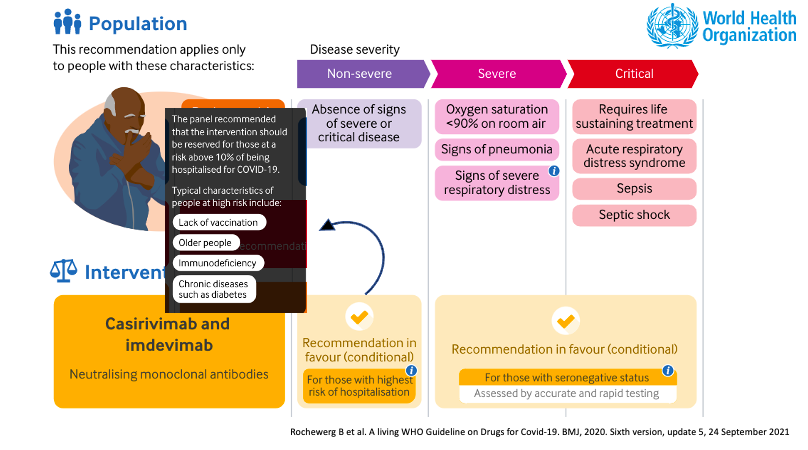 Population
World Health
Organization
This recommendation applies only
to people with these characteristics:
Disease severity
Non-severe
Severe
Critical
Absence of signs
of severe or
critical disease
Oxygen saturation
<90% on room air
Signs of pneumonia
Signs of severe
respiratory distress
i
Requires life
sustaining treatment
Acute respiratory
distress syndrome
Sepsis
Septic shock
The panel recommended
that the intervention should
be reserved for those at a
risk above 10% of being
hospitalised for COVID-19.
Typical characteristics of
people at high risk include:
Lack of vaccination
Older people
Immunodeficiency
Chronic diseases
such as diabetes
Casirivimab and
imdevimab
Neutralising monoclonal antibodies
Recommendation in
favour (conditional)
i
For those with highest
risk of hospitalisation
Recommendation in favour (conditional)
For those with seronegative status
i
Assessed by accurate and rapid testing
Rochewerg B et al. A living WHO Guideline on Drugs for Covid-19. BMJ, 2020. Sixth version, update 5, 24 September 2021